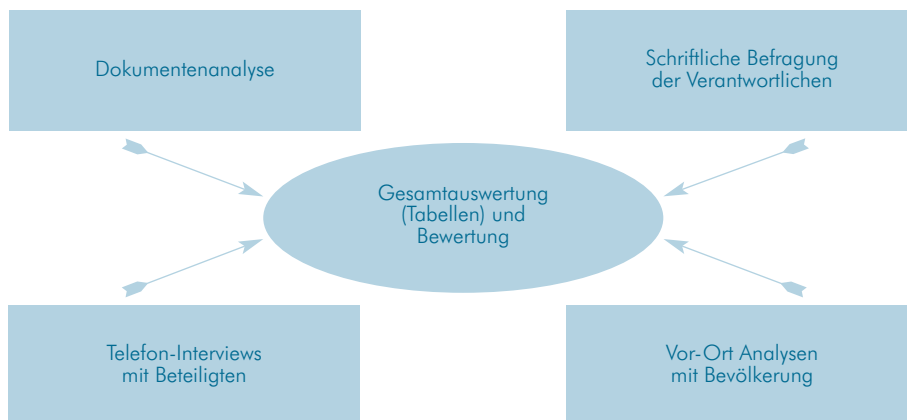 Dokumentenanalyse
Schriftliche Befragung
der Verantwortlichen
Gesamtauswertung
(Tabellen) und
Bewertung
Telefon-Interviews
mit Beteiligten
Vor-Ort Analysen
mit Bevölkerung